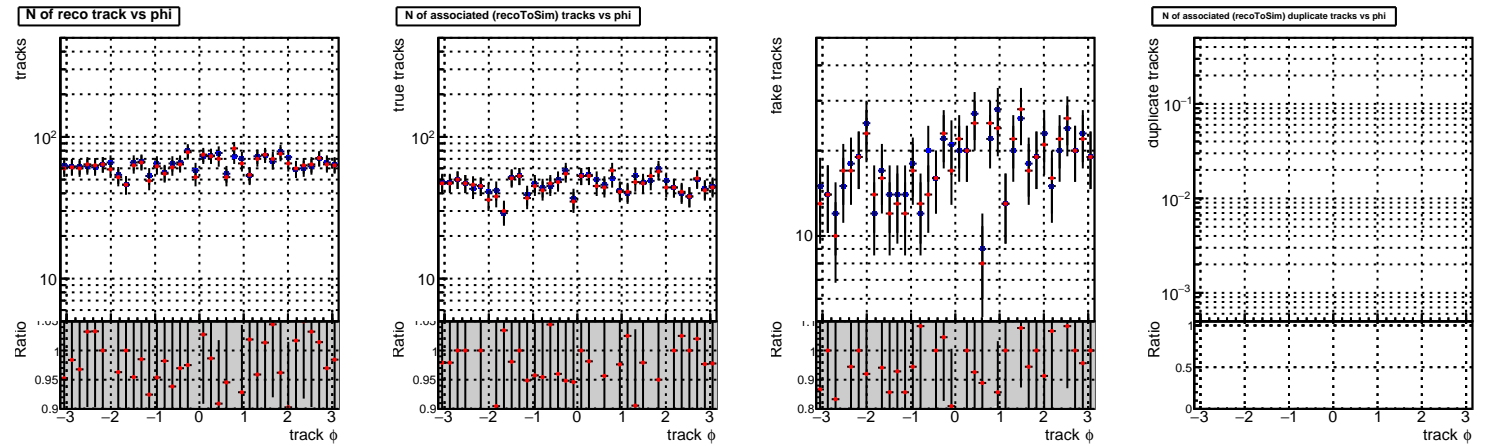 N of reco track vs phi
tracks
10²
10
Ratio
1
0.95
0.9
−3 −2 −1 0 1 2 3
track ϕ
N of associated (recoToSim) tracks vs phi
true tracks
10²
10
Ratio
1
0.95
0.9
−3 −2 −1 0 1 2 3
track ϕ
fake tracks
10
Ratio
1.1
1
0.9
0.8
−3 −2 −1 0 1 2 3
track ϕ
N of associated (recoToSim) duplicate tracks vs phi
duplicate tracks
10⁻¹
10⁻²
10⁻³
Ratio
1
0.5
0
−3 −2 −1 0 1 2 3
track ϕ